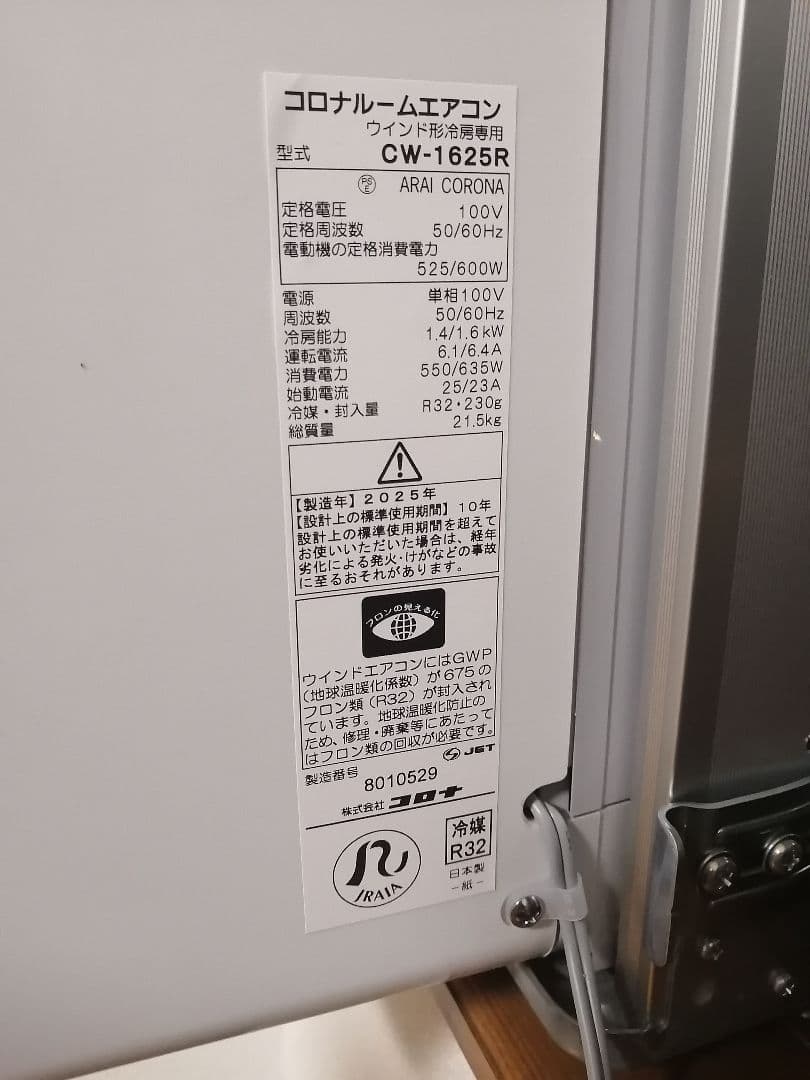 コロナルームエアコン
ウインド形冷房専用
型式 CW-1625R
PSE ARAI CORONA
定格電圧 100V
定格周波数 50/60Hz
電動機の定格消費電力
525/600W
電源 単相100V
周波数 50/60Hz
冷房能力 1.4/1.6kW
運転電流 6.1/6.4A
消費電力 550/635W
始動電流 25/23A
冷媒・封入量 R32・230g
総質量 21.5kg
【製造年】2025年
【設計上の標準使用期間】10年
設計上の標準使用期間を超えて
お使いいただいた場合は、経年
劣化による発火・けがなどの事故
に至るおそれがあります。
フロンの見える化
ウインドエアコンにはGWP
(地球温暖化係数)が675の
フロン類(R32)が封入され
ています。地球温暖化防止の
ため、修理・廃棄等にあたって
はフロン類の回収が必要です。
JET
製造番号 8010529
株式会社 コロナ
JRAIA
冷媒
R32
日本製
-紙-